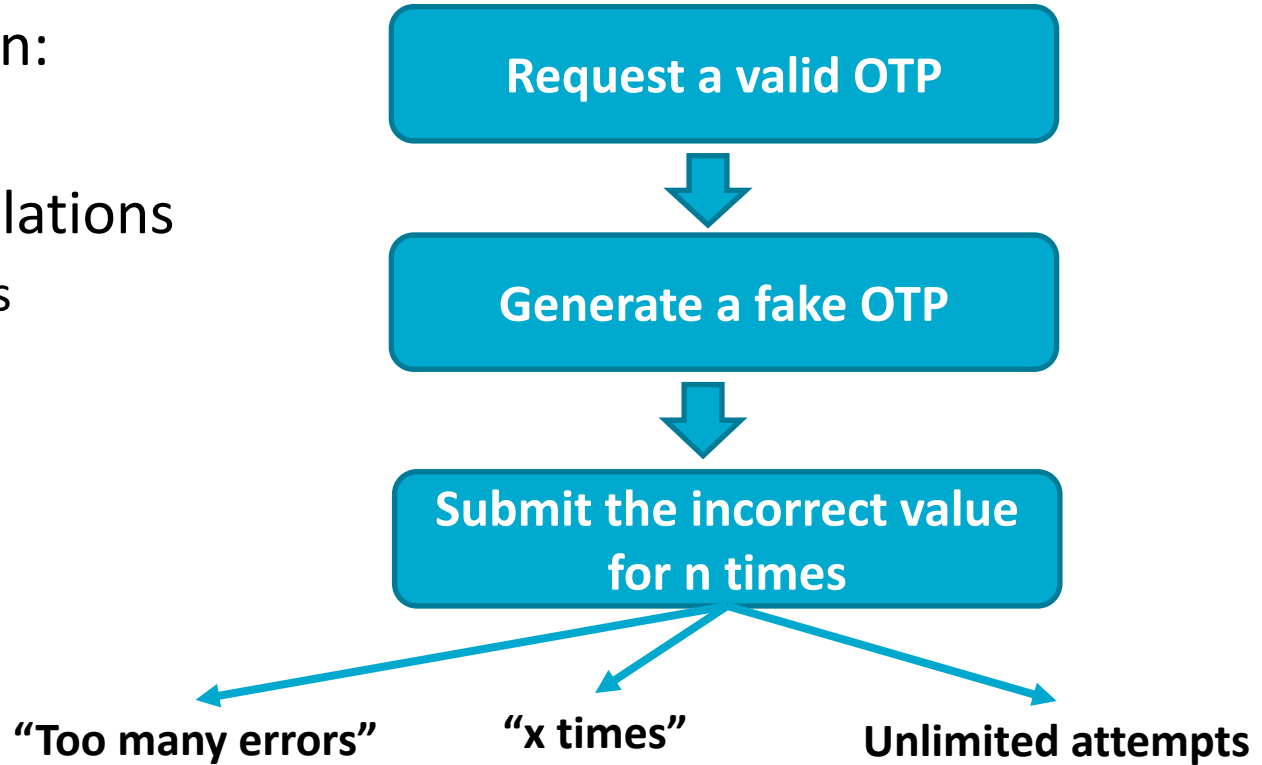 n:
lations
s
Request a valid OTP
Generate a fake OTP
Submit the incorrect value
for n times
“Too many errors”
“x times”
Unlimited attempts